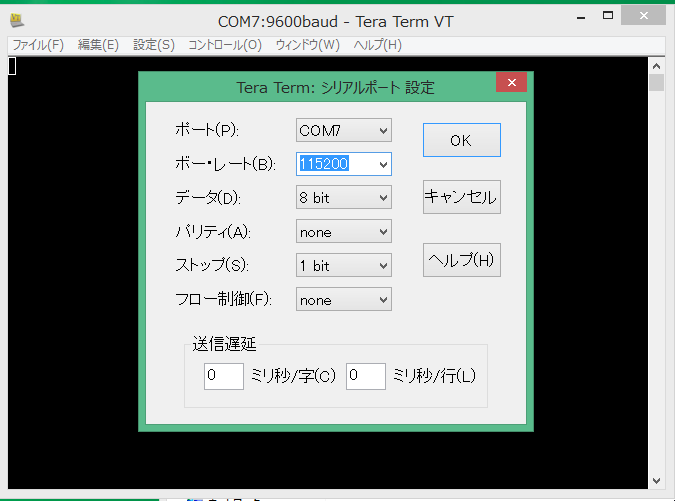 COM7:9600baud - Tera Term VT
ファイル(F) 編集(E) 設定(S) コントロール(O) ウィンドウ(W) ヘルプ(H)
Tera Term: シリアルポート 設定
ポート(P): COM7 OK
ボー・レート(B): 115200
データ(D): 8 bit キャンセル
パリティ(A): none
ストップ(S): 1 bit ヘルプ(H)
フロー制御(F): none
送信遅延
0 ミリ秒/字(C) 0 ミリ秒/行(L)